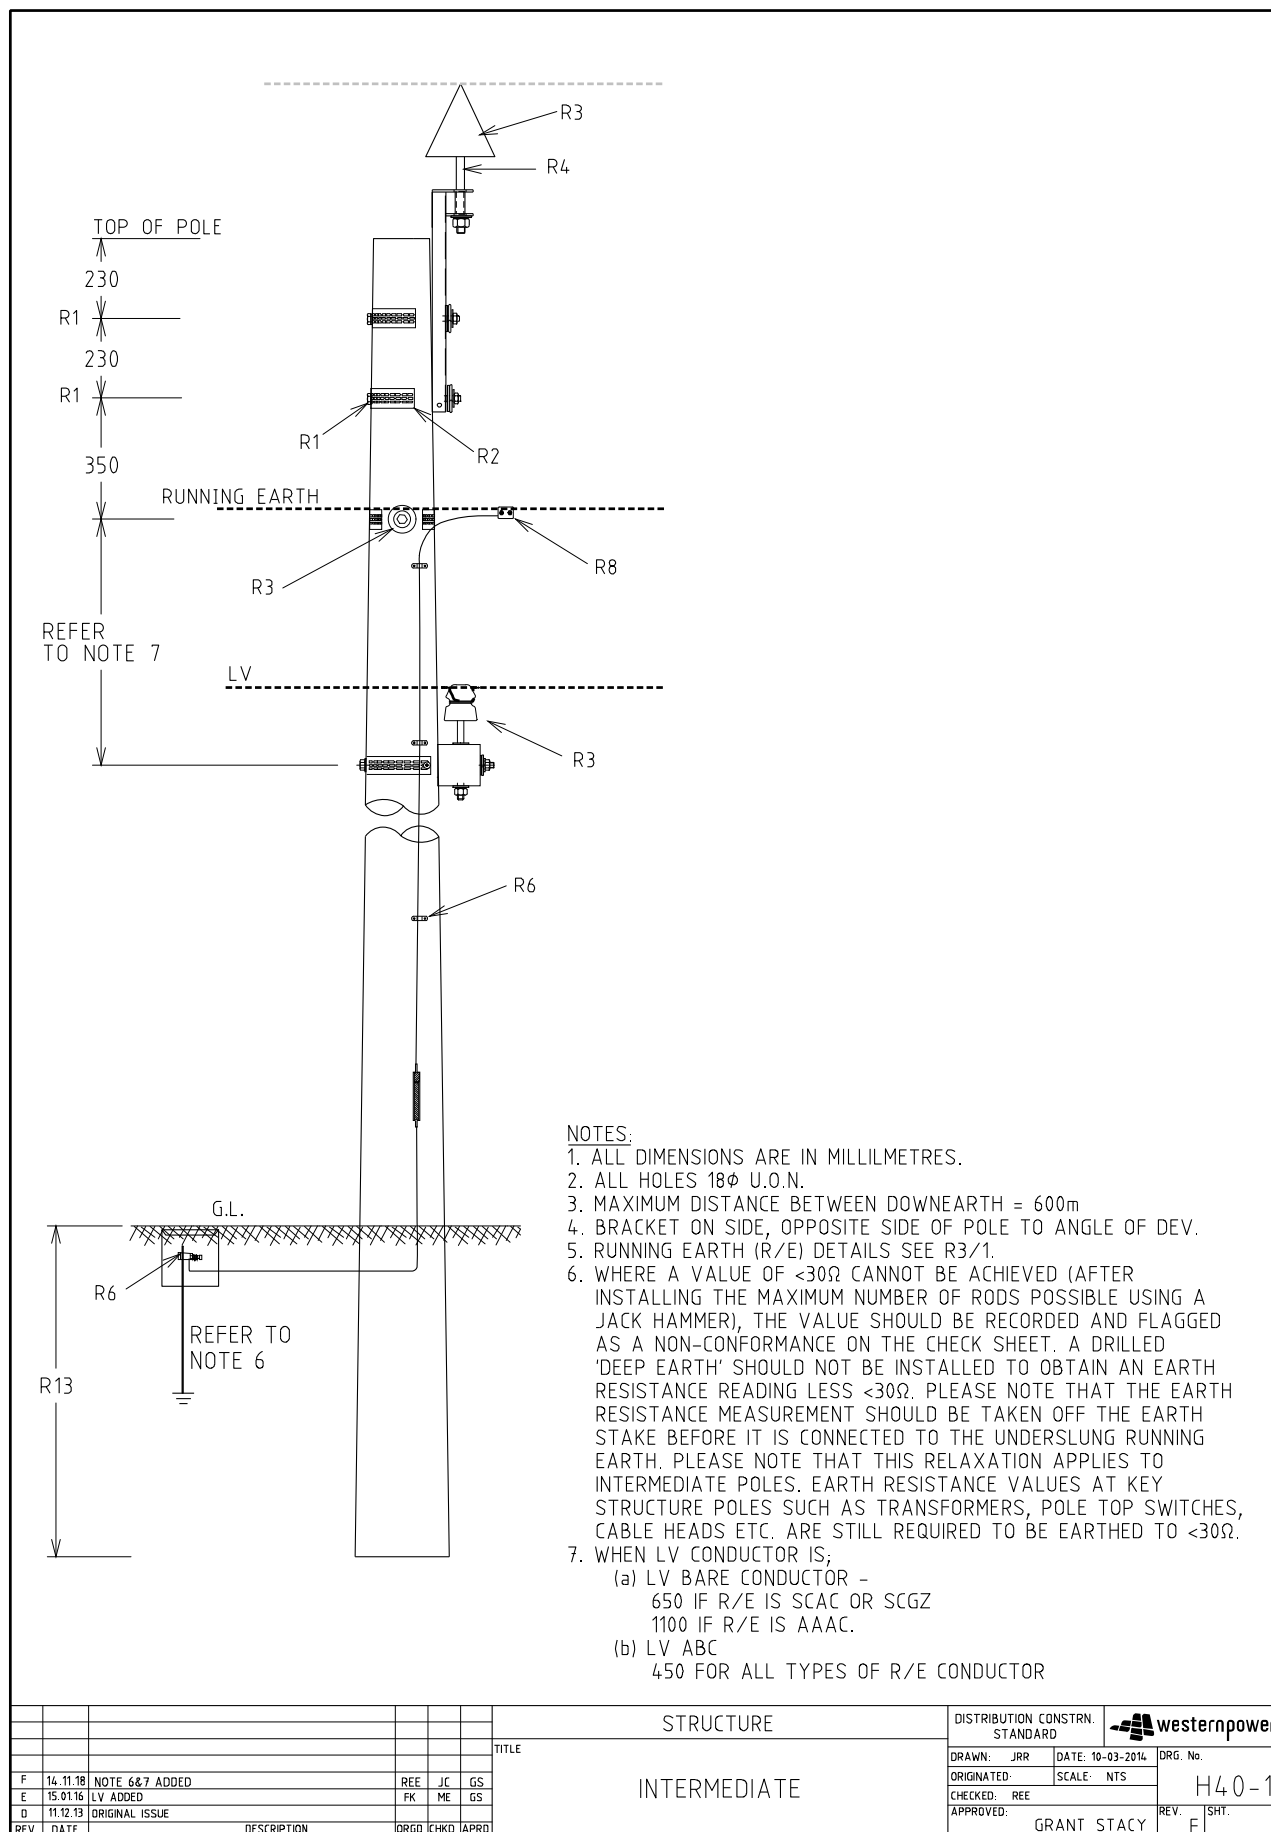 R3
R4
TOP OF POLE
230
R1
230
R1
R1
R2
350
RUNNING EARTH
R8
R3
REFER
TO NOTE 7
LV
R3
R6
NOTES:
1. ALL DIMENSIONS ARE IN MILLILMETRES.
2. ALL HOLES 18Φ U.O.N.
3. MAXIMUM DISTANCE BETWEEN DOWNEARTH = 600m
4. BRACKET ON SIDE, OPPOSITE SIDE OF POLE TO ANGLE OF DEV.
5. RUNNING EARTH (R/E) DETAILS SEE R3/1.
6. WHERE A VALUE OF <30Ω CANNOT BE ACHIEVED (AFTER
INSTALLING THE MAXIMUM NUMBER OF RODS POSSIBLE USING A
JACK HAMMER), THE VALUE SHOULD BE RECORDED AND FLAGGED
AS A NON-CONFORMANCE ON THE CHECK SHEET. A DRILLED
'DEEP EARTH' SHOULD NOT BE INSTALLED TO OBTAIN AN EARTH
RESISTANCE READING LESS <30Ω. PLEASE NOTE THAT THE EARTH
RESISTANCE MEASUREMENT SHOULD BE TAKEN OFF THE EARTH
STAKE BEFORE IT IS CONNECTED TO THE UNDERSLUNG RUNNING
EARTH. PLEASE NOTE THAT THIS RELAXATION APPLIES TO
INTERMEDIATE POLES. EARTH RESISTANCE VALUES AT KEY
STRUCTURE POLES SUCH AS TRANSFORMERS, POLE TOP SWITCHES,
CABLE HEADS ETC. ARE STILL REQUIRED TO BE EARTHED TO <30Ω.
7. WHEN LV CONDUCTOR IS;
(a) LV BARE CONDUCTOR -
650 IF R/E IS SCAC OR SCGZ
1100 IF R/E IS AAAC.
(b) LV ABC
450 FOR ALL TYPES OF R/E CONDUCTOR
G.L.
R6
REFER TO
NOTE 6
R13
F 14.11.18 NOTE 6&7 ADDED REE JC GS
E 15.01.16 LV ADDED FK ME GS
D 11.12.13 ORIGINAL ISSUE
REV. DATE DESCRIPTION ORGD CHKD APRD
STRUCTURE
TITLE
INTERMEDIATE
DISTRIBUTION CONSTRN.
STANDARD
westernpower
DRAWN: JRR DATE: 10-03-2014 DRG. No.
ORIGINATED: SCALE: NTS
H40-1
CHECKED: REE
APPROVED: GRANT STACY
REV. F SHT.